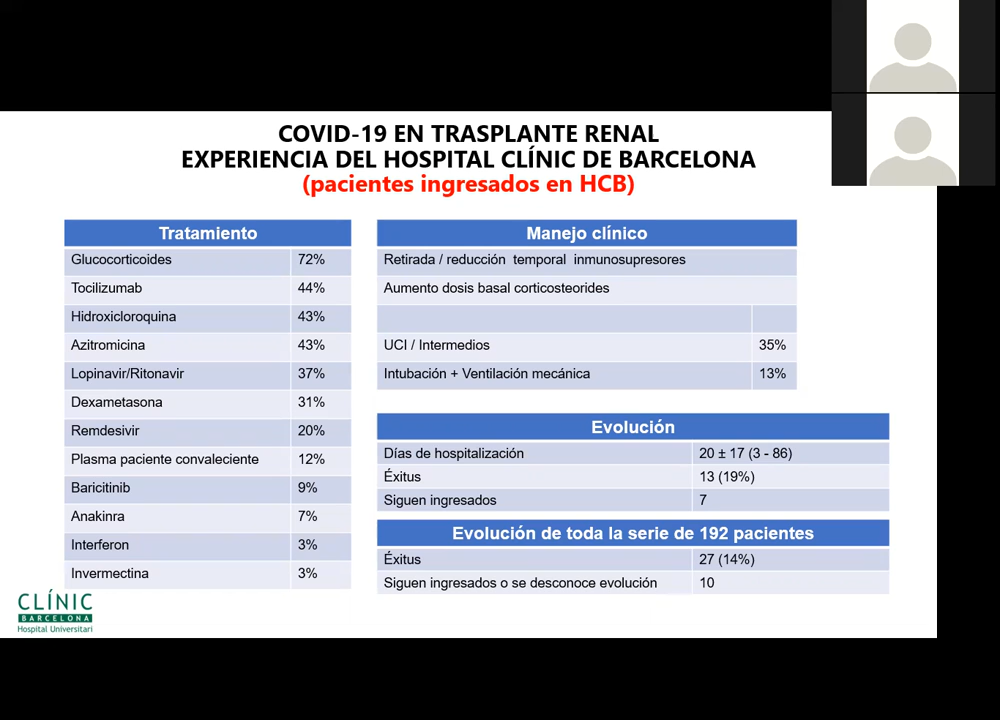 COVID-19 EN TRASPLANTE RENAL
EXPERIENCIA DEL HOSPITAL CLÍNIC DE BARCELONA
(pacientes ingresados en HCB)
Tratamiento
Glucocorticoides 72%
Tocilizumab 44%
Hidroxicloroquina 43%
Azitromicina 43%
Lopinavir/Ritonavir 37%
Dexametasona 31%
Remdesivir 20%
Plasma paciente convaleciente 12%
Baricitinib 9%
Anakinra 7%
Interferon 3%
Invermectina 3%
Manejo clínico
Retirada / reducción temporal inmunosupresores
Aumento dosis basal corticosteorides
UCI / Intermedios 35%
Intubación + Ventilación mecánica 13%
Evolución
Días de hospitalización 20 ± 17 (3 - 86)
Éxitus 13 (19%)
Siguen ingresados 7
Evolución de toda la serie de 192 pacientes
Éxitus 27 (14%)
Siguen ingresados o se desconoce evolución 10
CLÍNIC
BARCELONA
Hospital Universitari